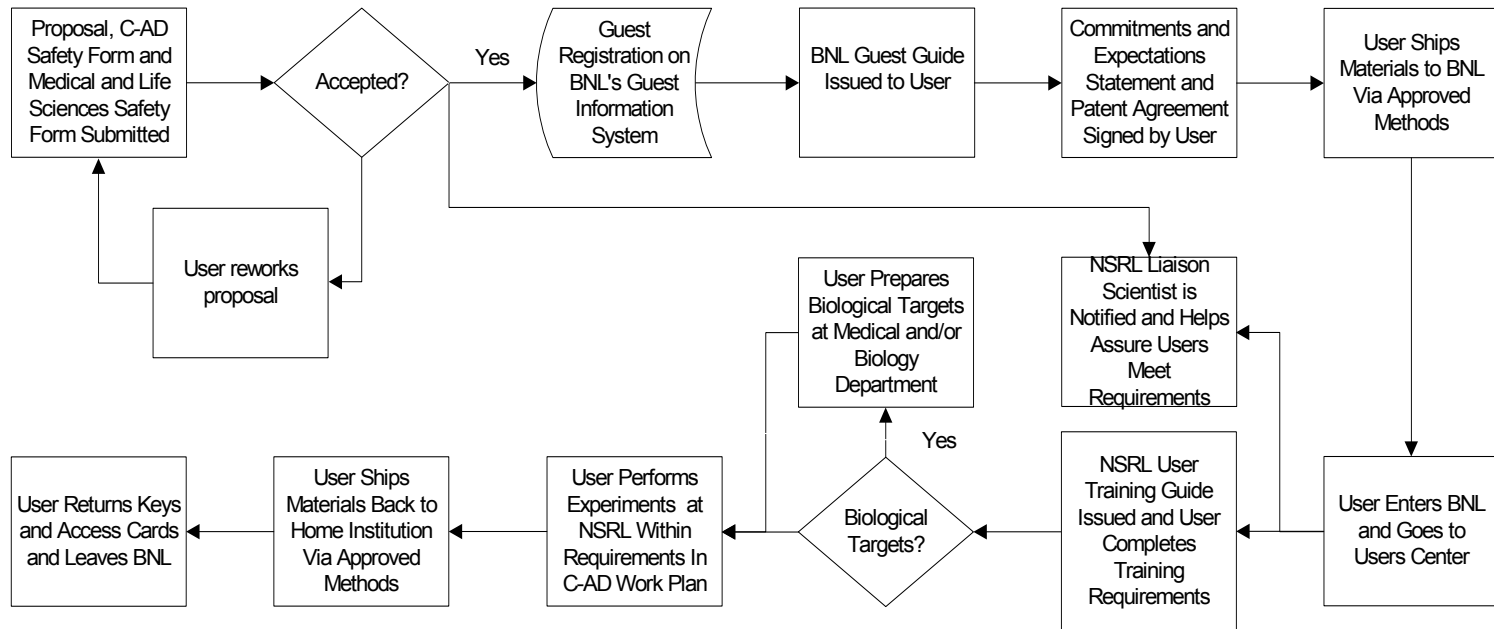 Proposal, C-AD
Safety Form and
Medical and Life
Sciences Safety
Form Submitted
Accepted?
Yes
Guest
Registration on
BNL's Guest
Information
System
BNL Guest Guide
Issued to User
Commitments and
Expectations
Statement and
Patent Agreement
Signed by User
User Ships
Materials to BNL
Via Approved
Methods
User reworks
proposal
User Prepares
Biological Targets
at Medical and/or
Biology
Department
NSRL Liaison
Scientist is
Notified and Helps
Assure Users
Meet
Requirements
User Returns Keys
and Access Cards
and Leaves BNL
User Ships
Materials Back to
Home Institution
Via Approved
Methods
User Performs
Experiments at
NSRL Within
Requirements In
C-AD Work Plan
Yes
Biological
Targets?
NSRL User
Training Guide
Issued and User
Completes
Training
Requirements
User Enters BNL
and Goes to
Users Center